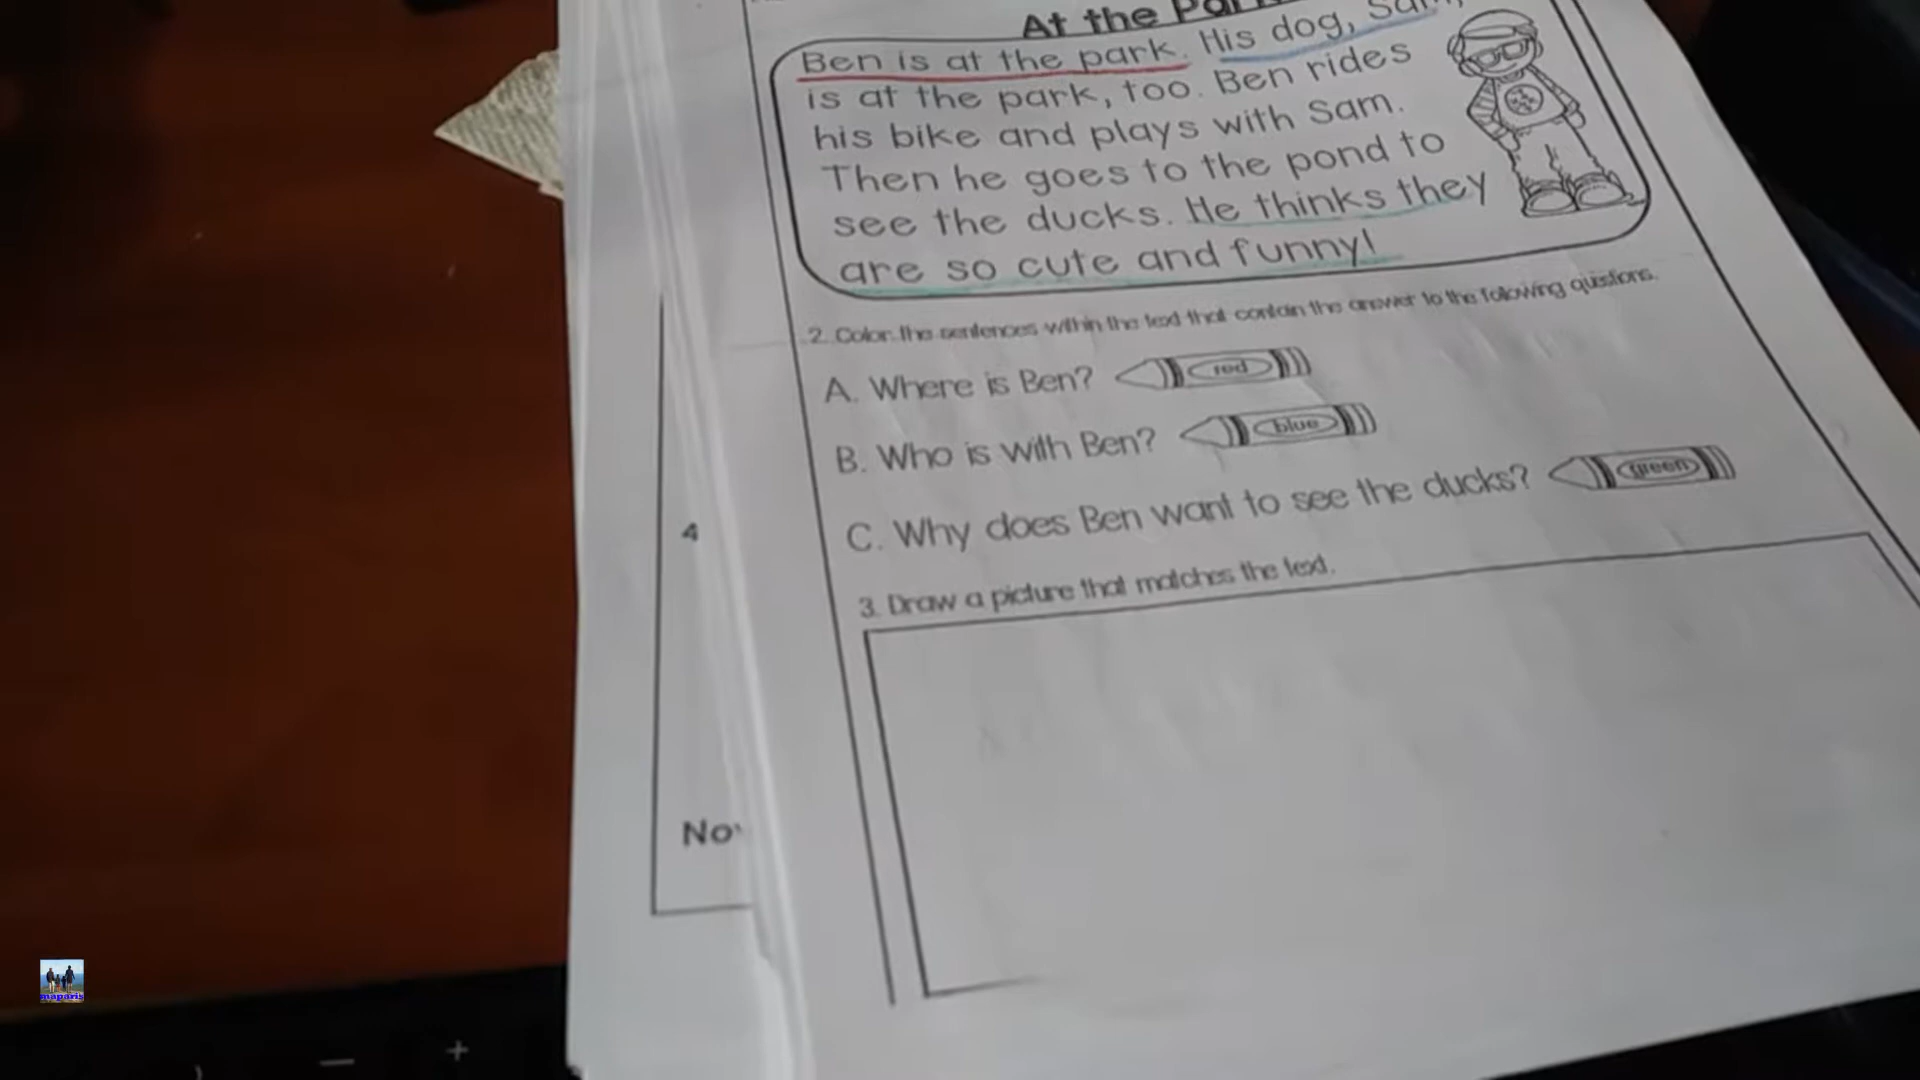 At the Park
Ben is at the park. His dog, Sam,
is at the park, too. Ben rides
his bike and plays with Sam.
Then he goes to the pond to
see the ducks. He thinks they
are so cute and funny!
2. Color the sentences within the text that contain the answer to the following questions.
A. Where is Ben? red
B. Who is with Ben? blue
C. Why does Ben want to see the ducks? green
3. Draw a picture that matches the text.
4
maparis